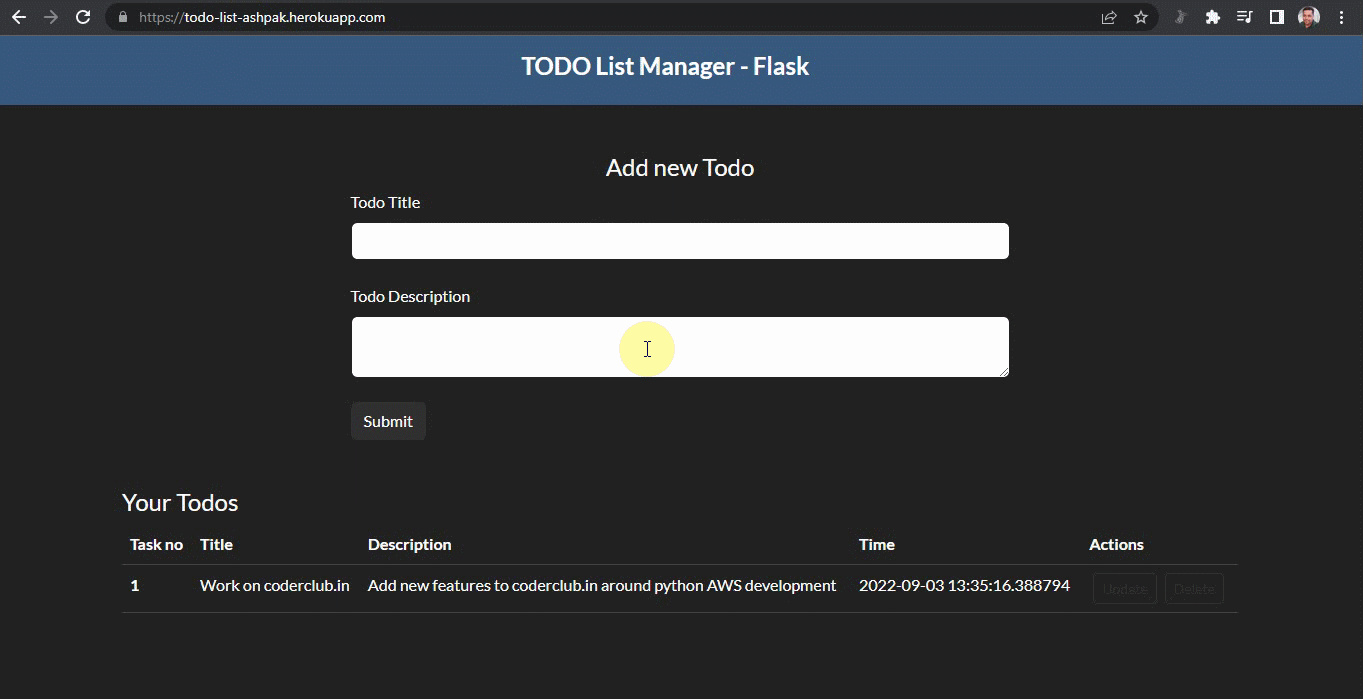 https://todo-list-ashpak.herokuapp.com
TODO List Manager - Flask
Add new Todo
Todo Title
Todo Description
Submit
Your Todos
Task no Title Description Time Actions
1 Work on coderclub.in Add new features to coderclub.in around python AWS development 2022-09-03 13:35:16.388794 Update Delete